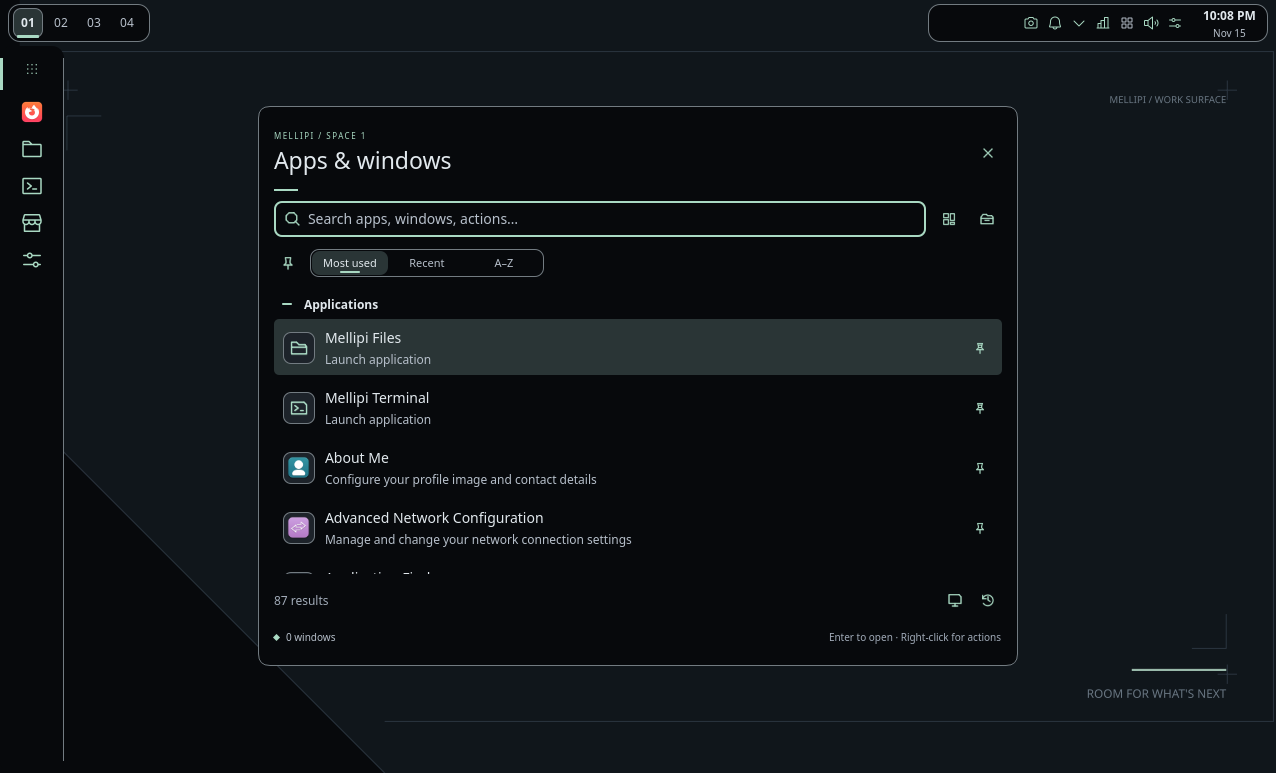 01 02 03 04
10:08 PM
Nov 15
MELLIPI / WORK SURFACE
MELLIPI / SPACE 1
Apps & windows
Search apps, windows, actions...
Most used Recent A–Z
Applications
Mellipi Files
Launch application
Mellipi Terminal
Launch application
About Me
Configure your profile image and contact details
Advanced Network Configuration
Manage and change your network connection settings
87 results
0 windows
Enter to open · Right-click for actions
ROOM FOR WHAT'S NEXT